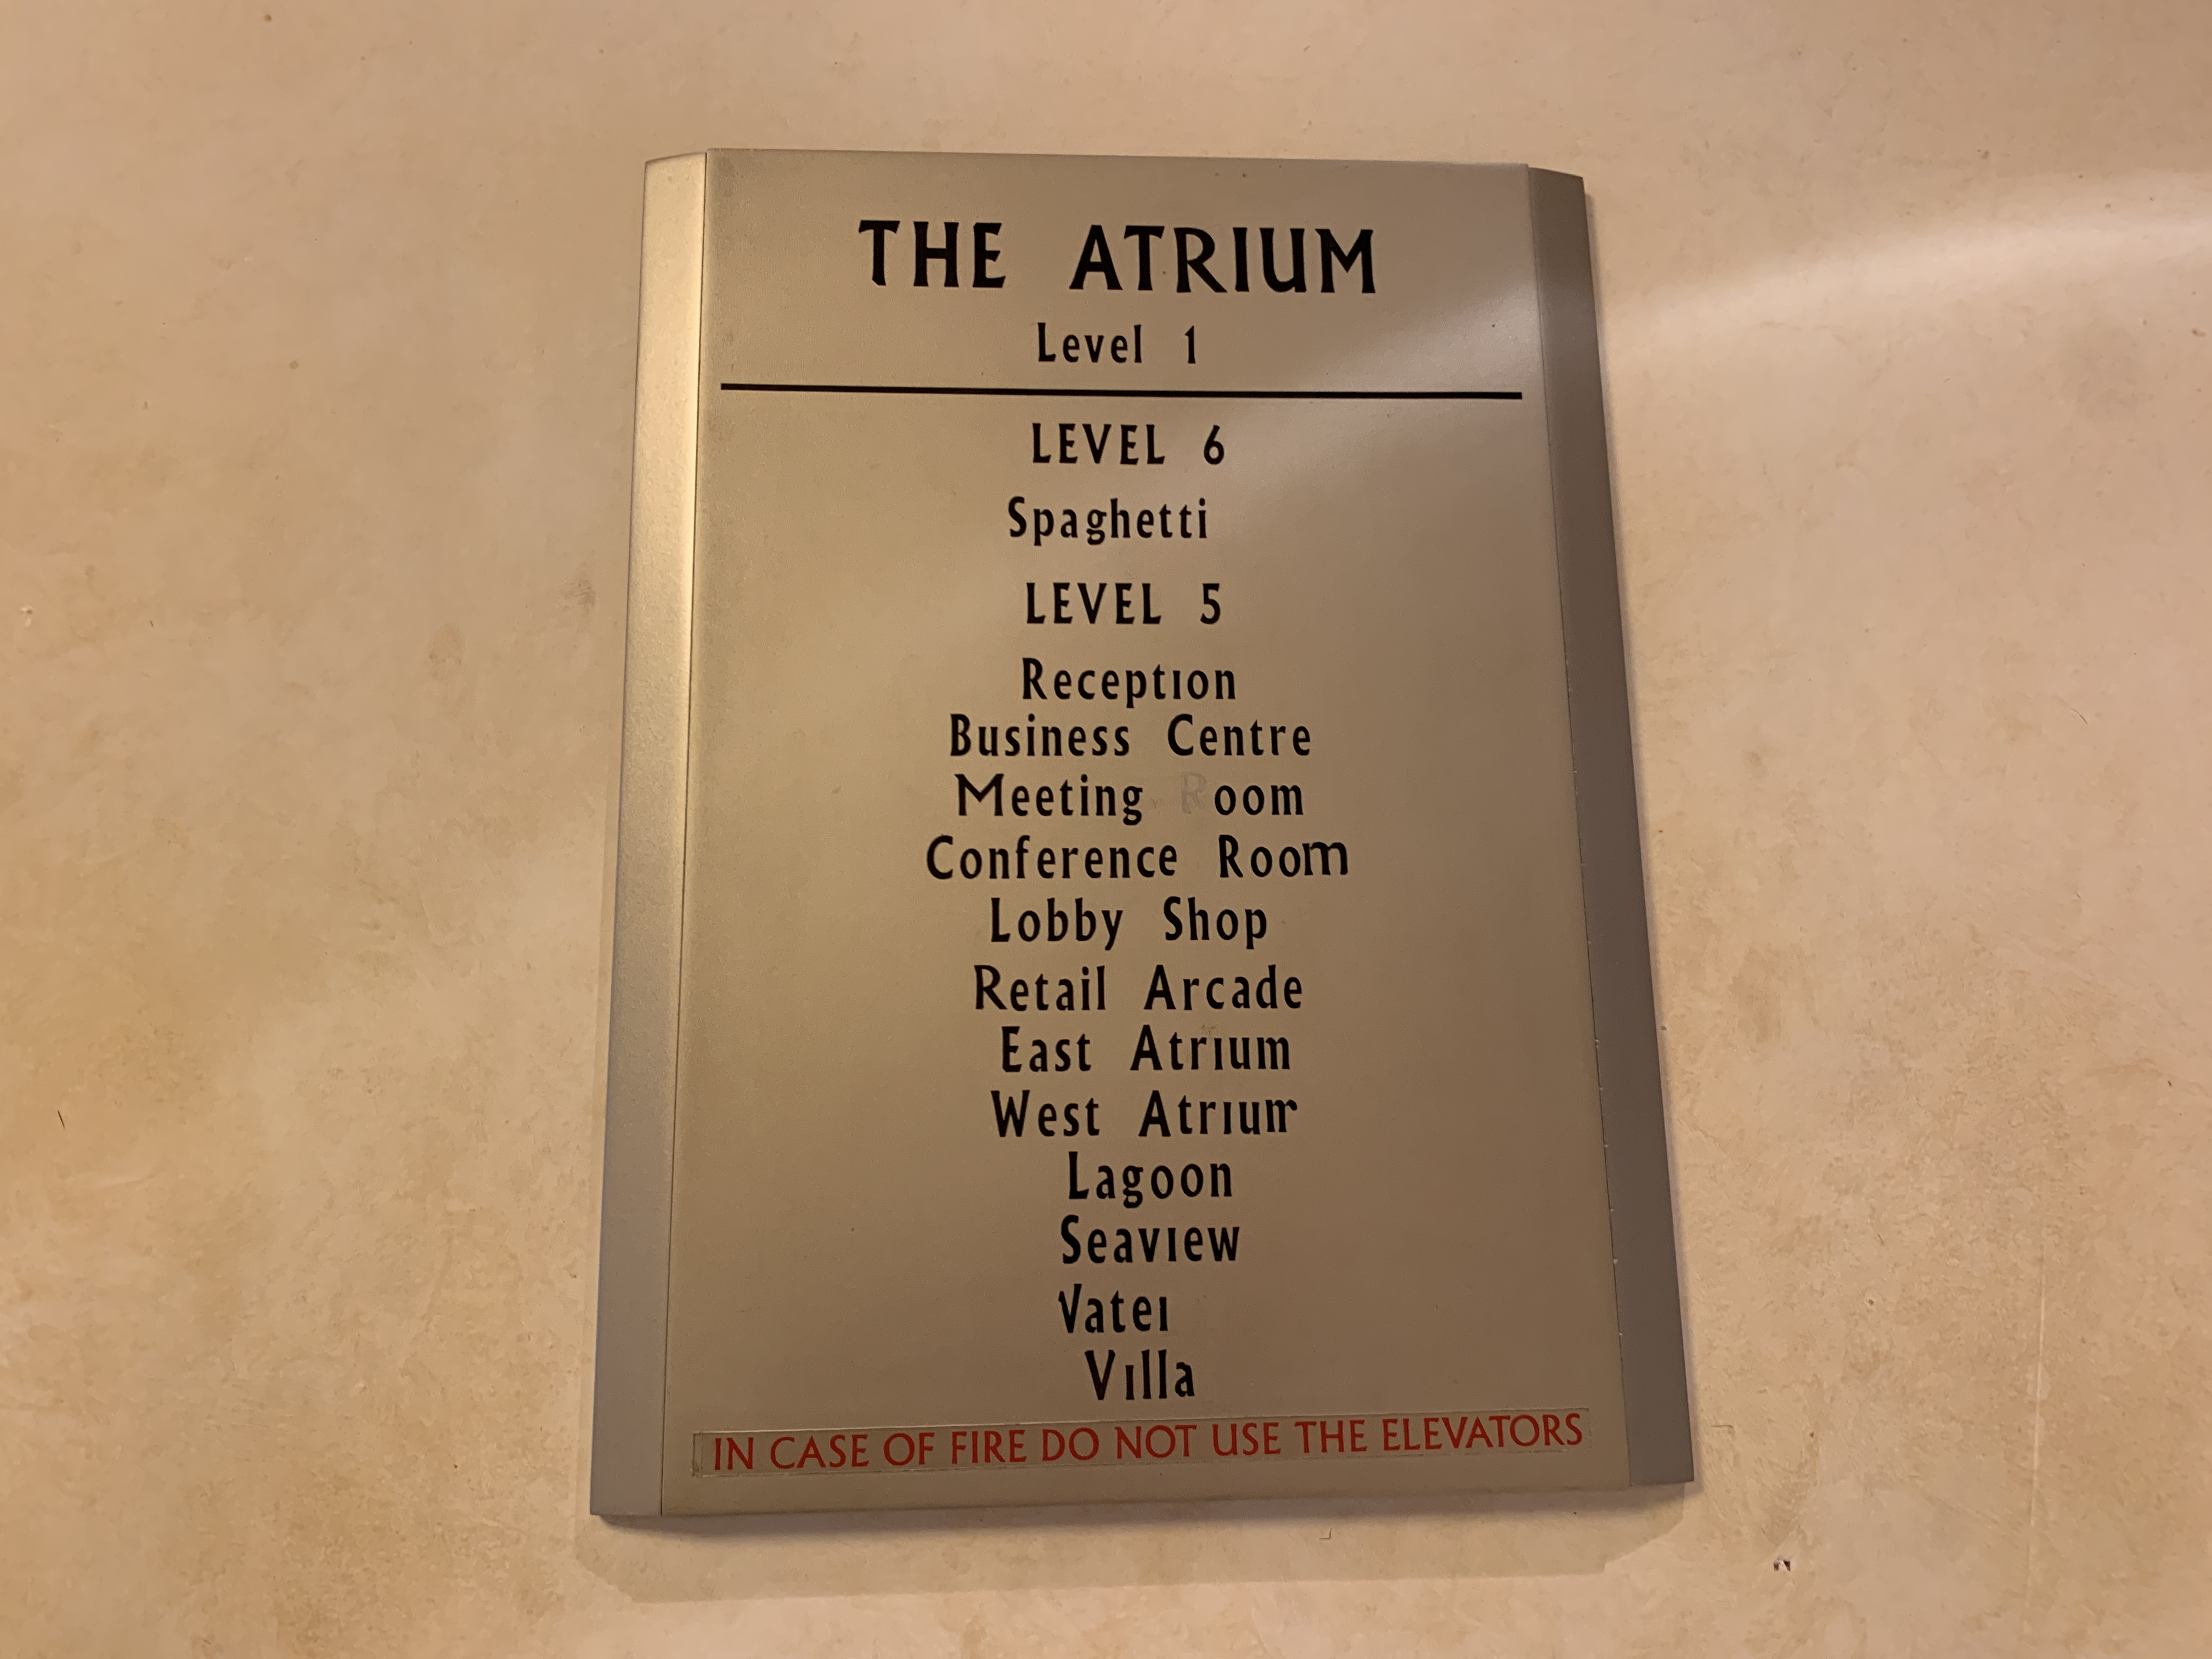 THE ATRIUM
Level 1
LEVEL 6
Spaghetti
LEVEL 5
Reception
Business Centre
Meeting Room
Conference Room
Lobby Shop
Retail Arcade
East Atrium
West Atrium
Lagoon
Seaview
Vatei
Villa
IN CASE OF FIRE DO NOT USE THE ELEVATORS